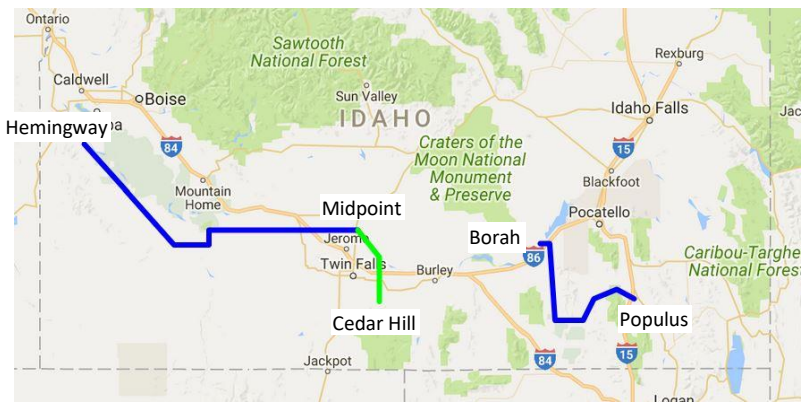 Ontario
Rexburg
Sawtooth
National Forest
Caldwell
Boise
Sun Valley
Idaho Falls
IDAHO
Hemingway
pa
Craters of the
Moon National
Monument
& Preserve
84
15
Blackfoot
Mountain
Home
Midpoint
Pocatello
Borah
Jerome
86
Caribou-Targhe
National Forest
Twin Falls
Burley
Cedar Hill
Populus
Jackpot
84
15
Logan